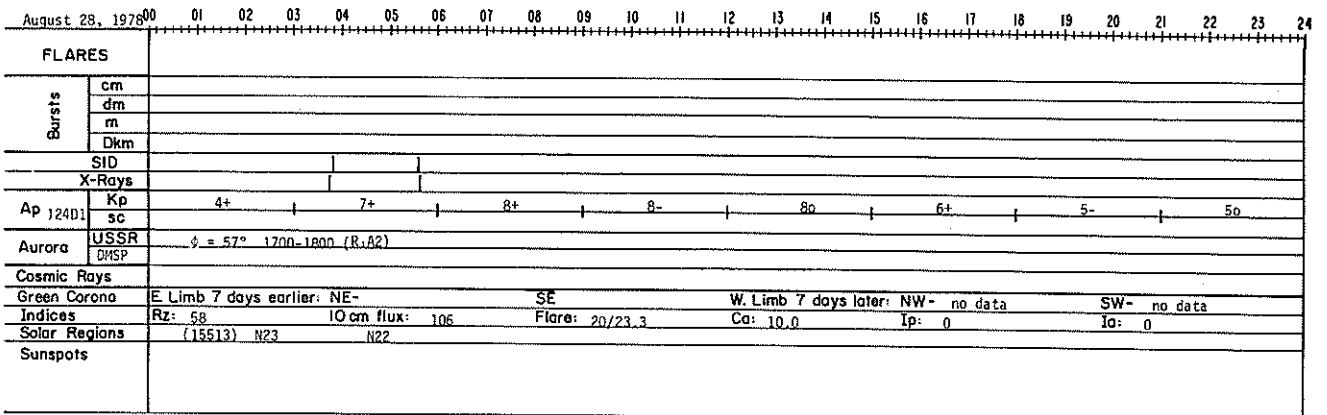 August 28, 1978 00 01 02 03 04 05 06 07 08 09 10 11 12 13 14 15 16 17 18 19 20 21 22 23 24
FLARES
Bursts
cm
dm
m
Dkm
SID
X-Rays
Ap 124D1
Kp 4+ 7+ 8+ 8- 8o 6+ 5- 5o
sc
Aurora
USSR ϕ = 57° 1700-1800 (R,A2)
DMSP
Cosmic Rays
Green Corona E. Limb 7 days earlier: NE- SE W. Limb 7 days later: NW- no data SW- no data
Indices Rz: 58 10 cm flux: 106 Flare: 20/23.3 Ca: 10.0 Ip: 0 Ia: 0
Solar Regions (15513) N23 N22
Sunspots